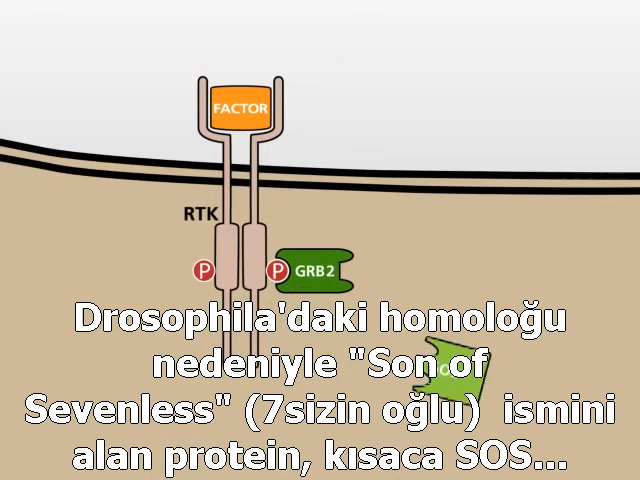 FACTOR
RTK
P
P GRB2
Drosophila'daki homoloğu
nedeniyle "Son of
Sevenless" (7sizin oğlu)  ismini
alan protein, kısaca SOS...